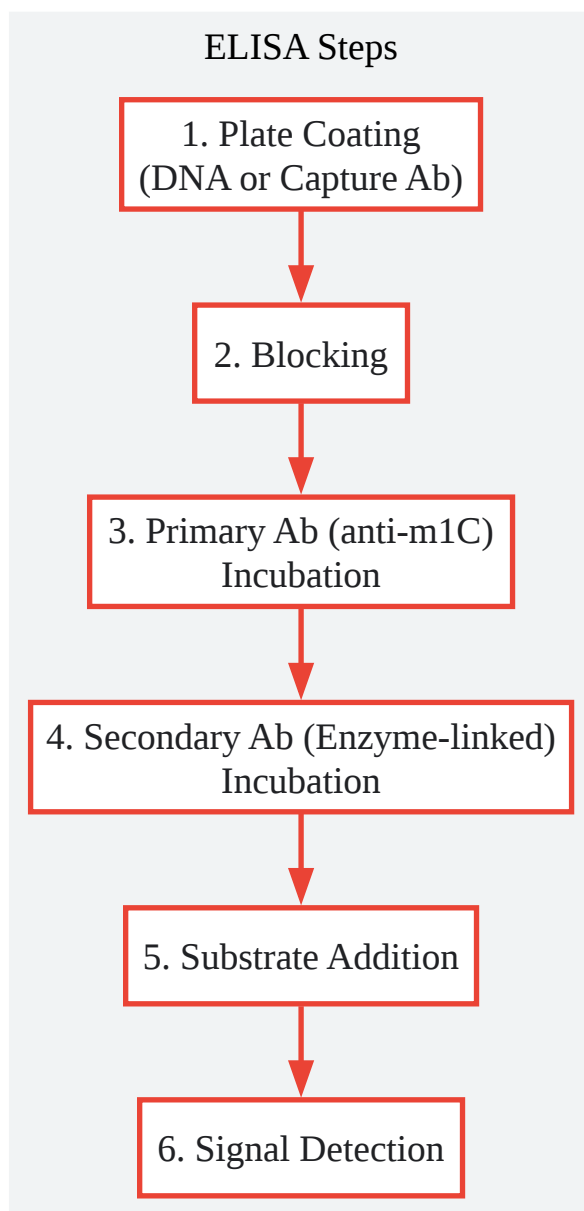 ELISA Steps
1. Plate Coating
(DNA or Capture Ab)
2. Blocking
3. Primary Ab (anti-m1C)
Incubation
4. Secondary Ab (Enzyme-linked)
Incubation
5. Substrate Addition
6. Signal Detection